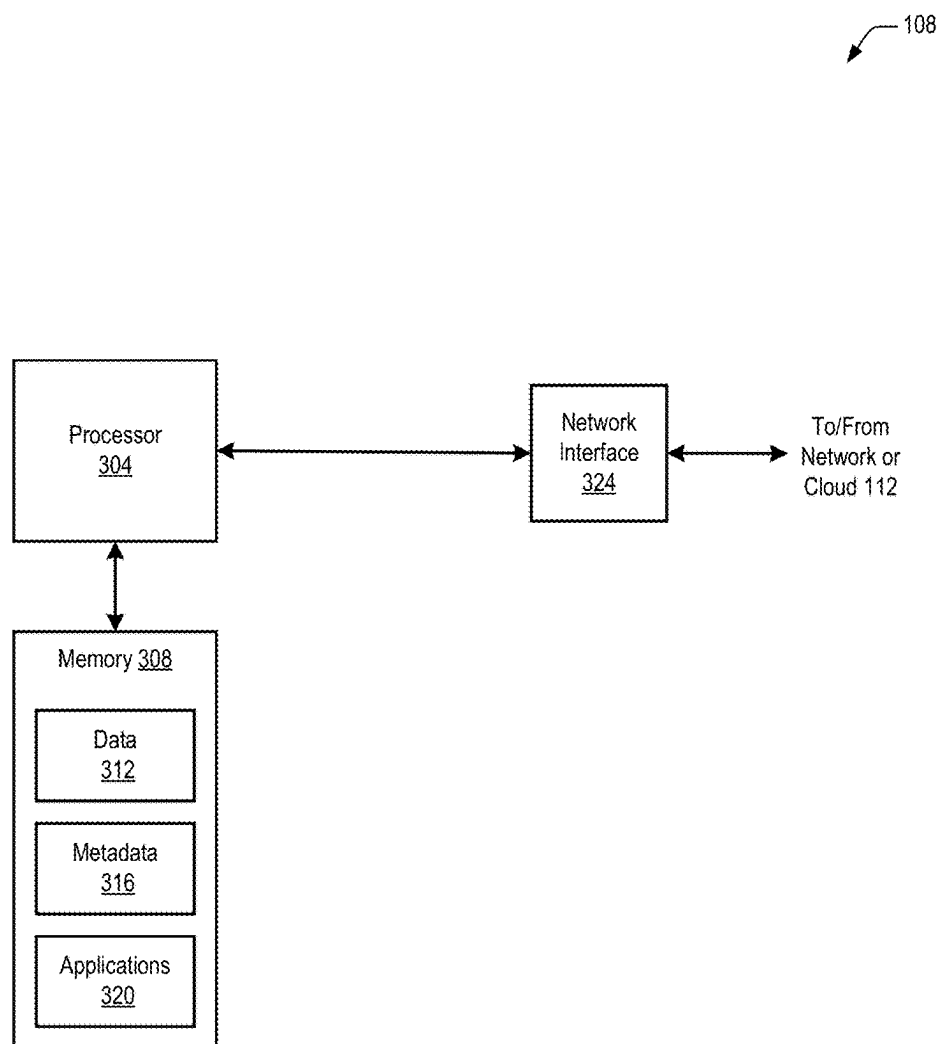 108
Processor
304
Network
Interface
324
To/From
Network or
Cloud 112
Memory 308
Data
312
Metadata
316
Applications
320